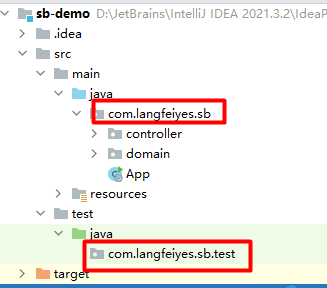 sb-demo D:\JetBrains\IntelliJ IDEA 2021.3.2\IdeaP
.idea
src
main
java
com.langfeiyes.sb
controller
domain
App
resources
test
java
com.langfeiyes.sb.test
target